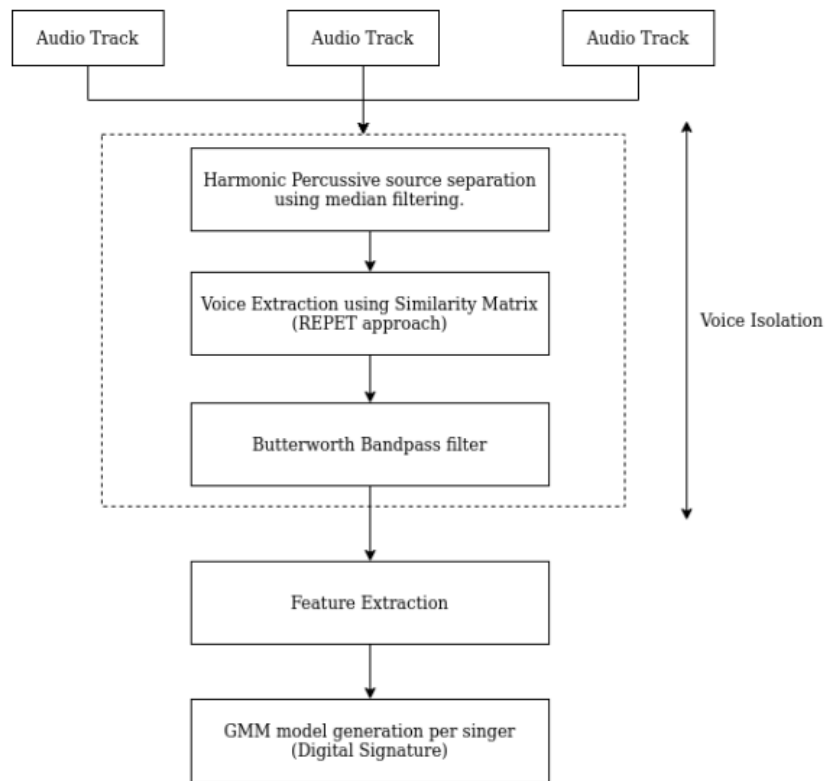 Audio Track
Audio Track
Audio Track
Harmonic Percussive source separation
using median filtering.
Voice Extraction using Similarity Matrix
(REPET approach)
Voice Isolation
Butterworth Bandpass filter
Feature Extraction
GMM model generation per singer
(Digital Signature)